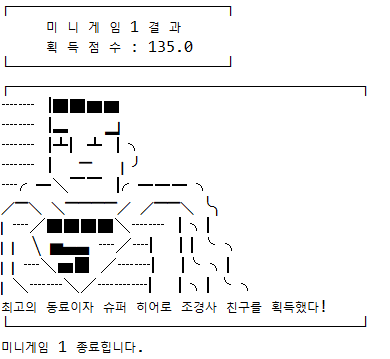 미 니 게 임 1 결 과
획 득 점 수 : 135.0
최고의 동료이자 슈퍼 히어로 조경사 친구를 획득했다!
미니게임 1 종료힙니다.